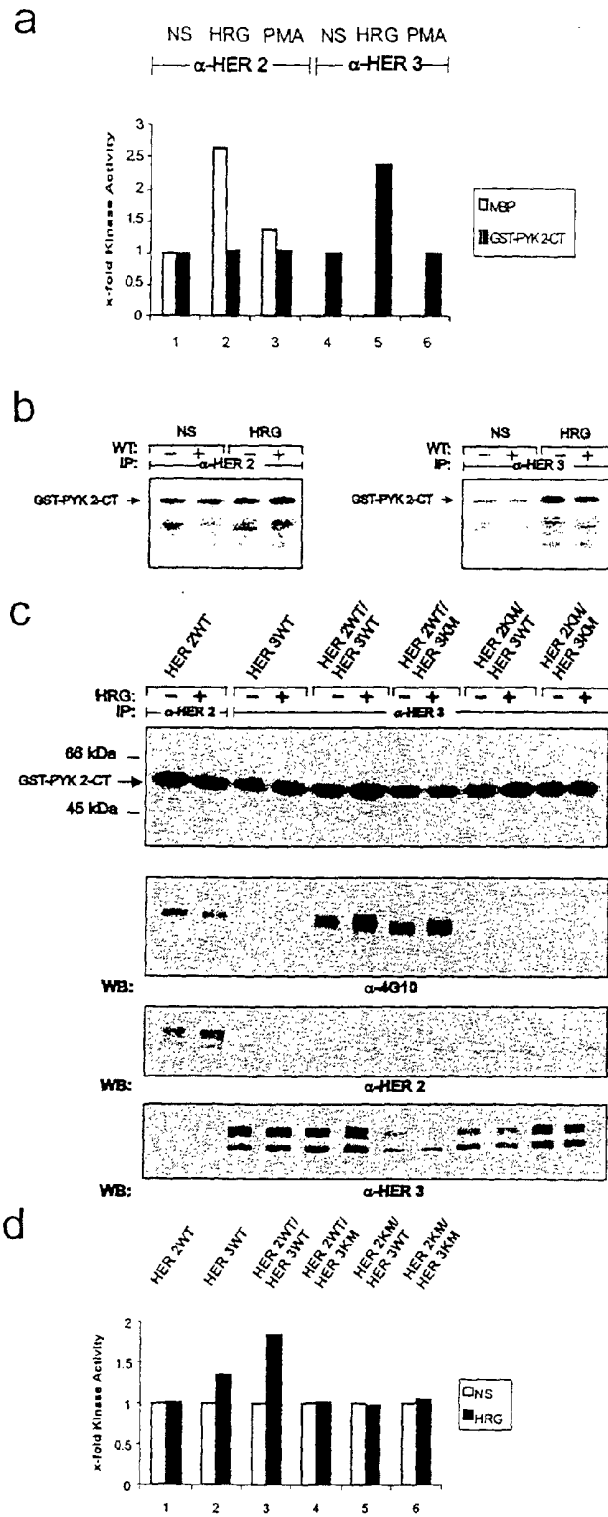 a
NS HRG PMA NS HRG PMA
α-HER 2 α-HER 3
x-fold Kinase Activity
3
2.5
2
1.5
1
0.5
0
1 2 3 4 5 6
MBP
GST-PYK 2-CT
b
NS HRG
WT: − + − +
IP: α-HER 2
GST-PYK 2-CT
NS HRG
WT: − + − +
IP: α-HER 3
GST-PYK 2-CT
c
HER 2WT
HER 3WT
HER 2WT/
HER 3WT
HER 2WT/
HER 3KM
HER 2KM/
HER 3WT
HER 2KM/
HER 3KM
HRG: − + − + − + − + − + − +
IP: α-HER 2 α-HER 3
66 kDa
GST-PYK 2-CT
45 kDa
WB: α-4G10
WB: α-HER 2
WB: α-HER 3
d
HER 2WT
HER 3WT
HER 2WT/
HER 3WT
HER 2WT/
HER 3KM
HER 2KM/
HER 3WT
HER 2KM/
HER 3KM
x-fold Kinase Activity
2
1.5
1
0.5
0
1 2 3 4 5 6
NS
HRG